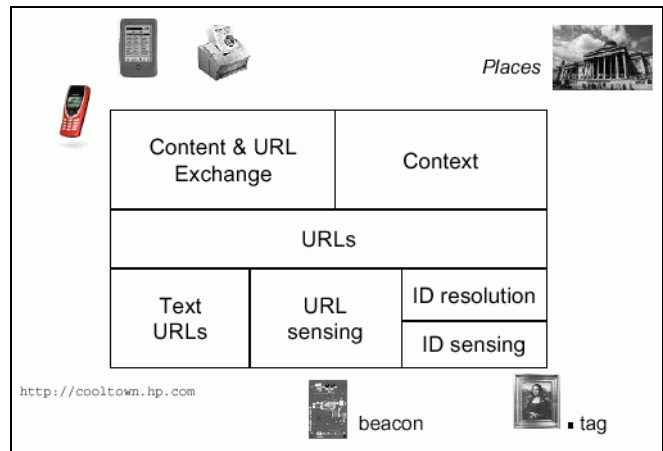 Places
Content & URL
Exchange
Context
URLs
Text
URLs
URL
sensing
ID resolution
ID sensing
http://cooltown.hp.com
beacon
tag